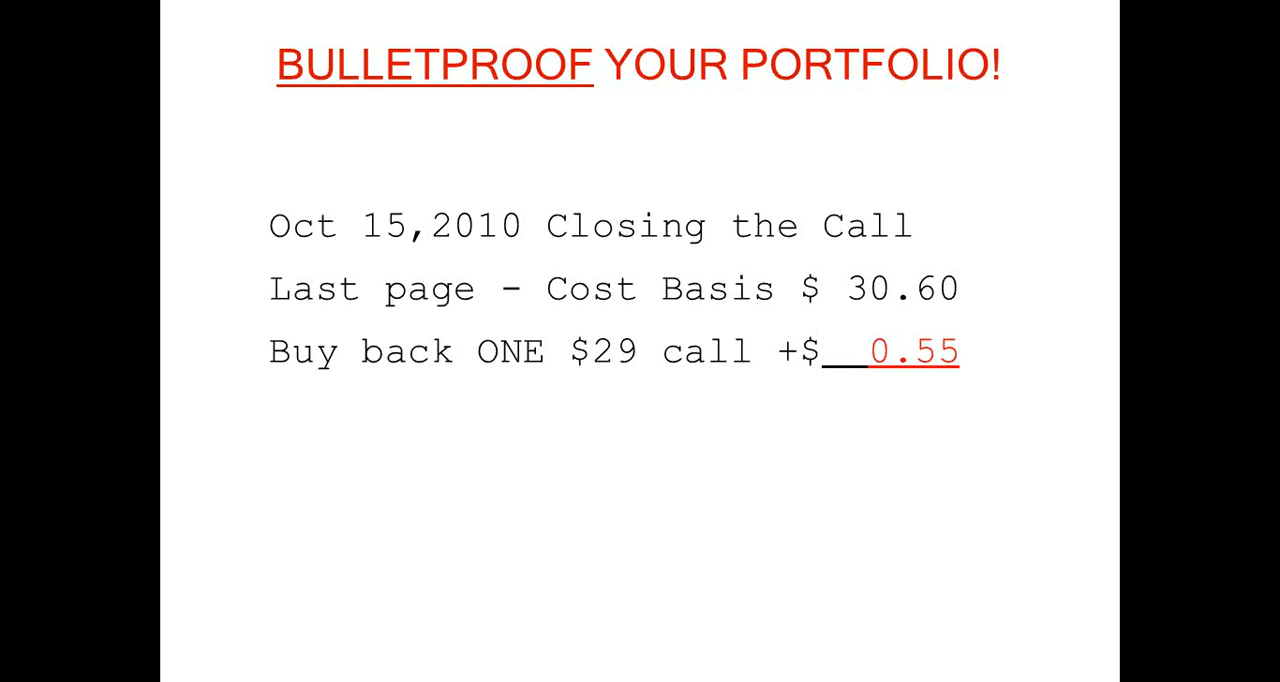 BULLETPROOF YOUR PORTFOLIO!
Oct 15,2010 Closing the Call
Last page - Cost Basis $ 30.60
Buy back ONE $29 call +$__0.55